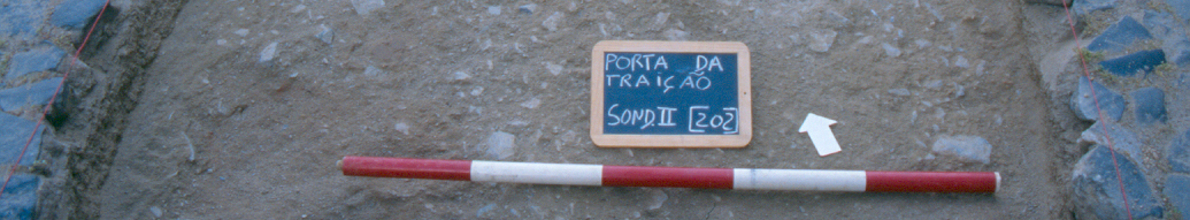 PORTA DA
TRAIÇÃO
SOND. II [202]